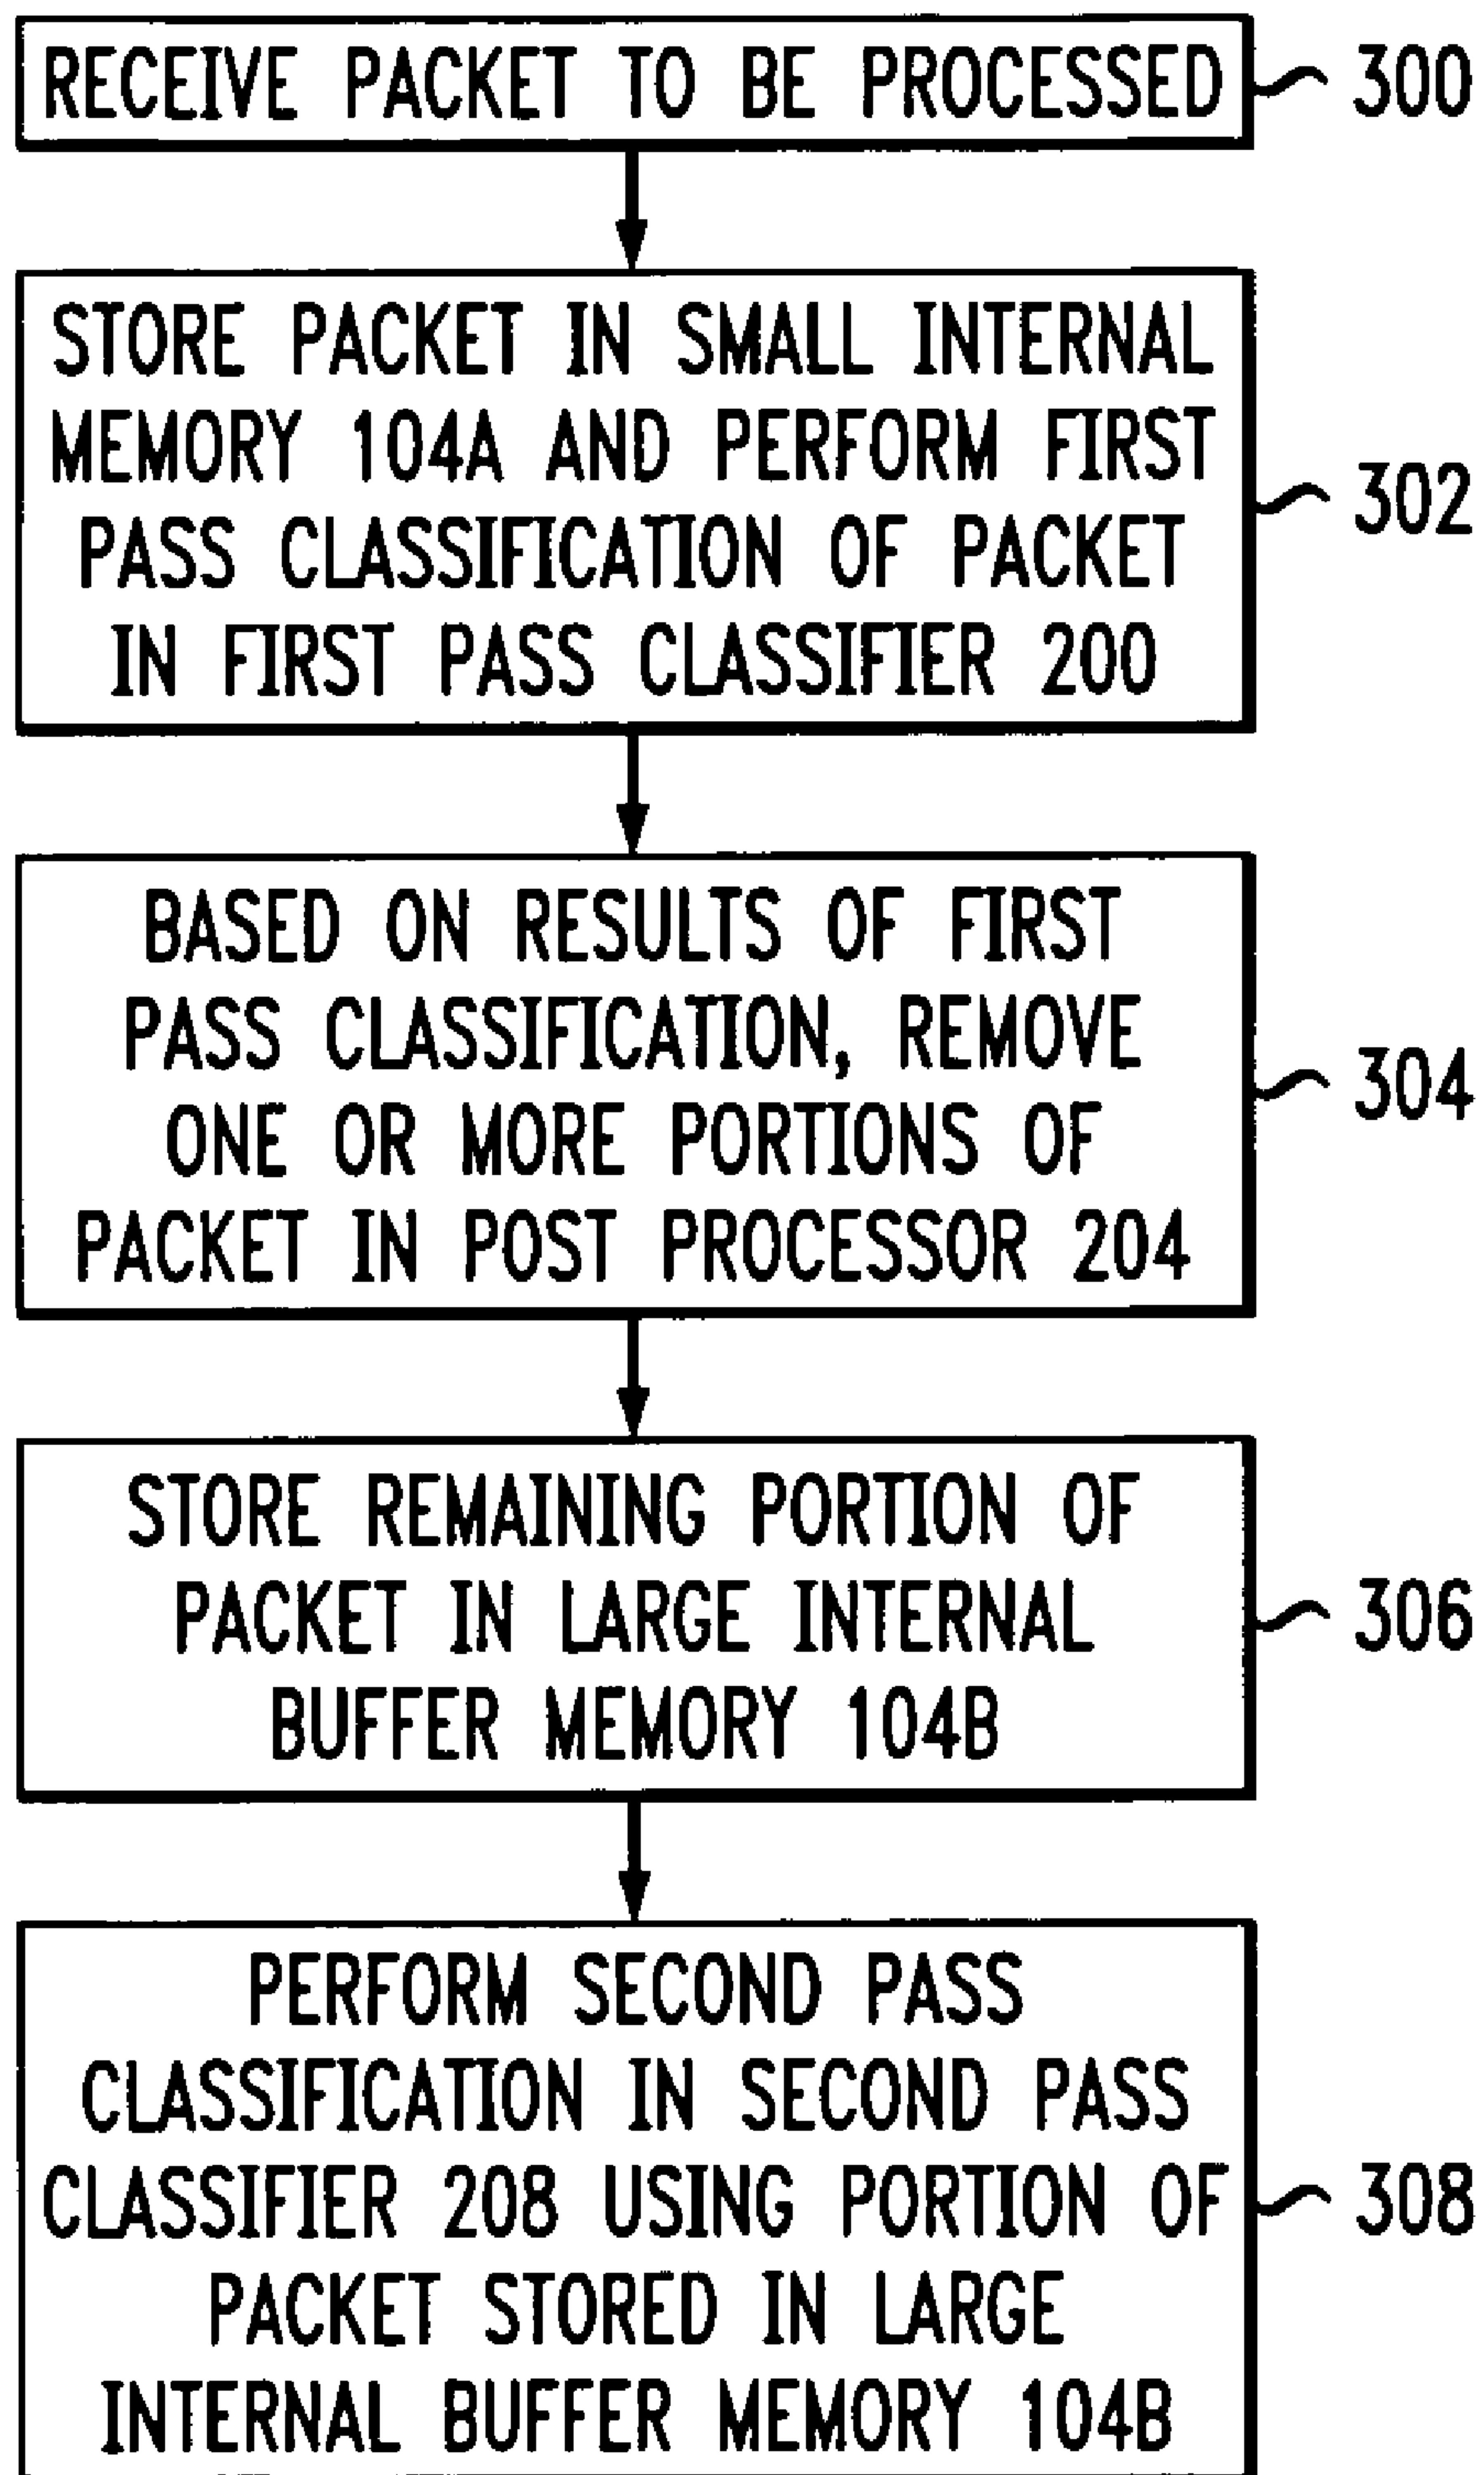 RECEIVE PACKET TO BE PROCESSED
300
STORE PACKET IN SMALL INTERNAL
MEMORY 104A AND PERFORM FIRST
PASS CLASSIFICATION OF PACKET
IN FIRST PASS CLASSIFIER 200
302
BASED ON RESULTS OF FIRST
PASS CLASSIFICATION, REMOVE
ONE OR MORE PORTIONS OF
PACKET IN POST PROCESSOR 204
304
STORE REMAINING PORTION OF
PACKET IN LARGE INTERNAL
BUFFER MEMORY 104B
306
PERFORM SECOND PASS
CLASSIFICATION IN SECOND PASS
CLASSIFIER 208 USING PORTION OF
PACKET STORED IN LARGE
INTERNAL BUFFER MEMORY 104B
308